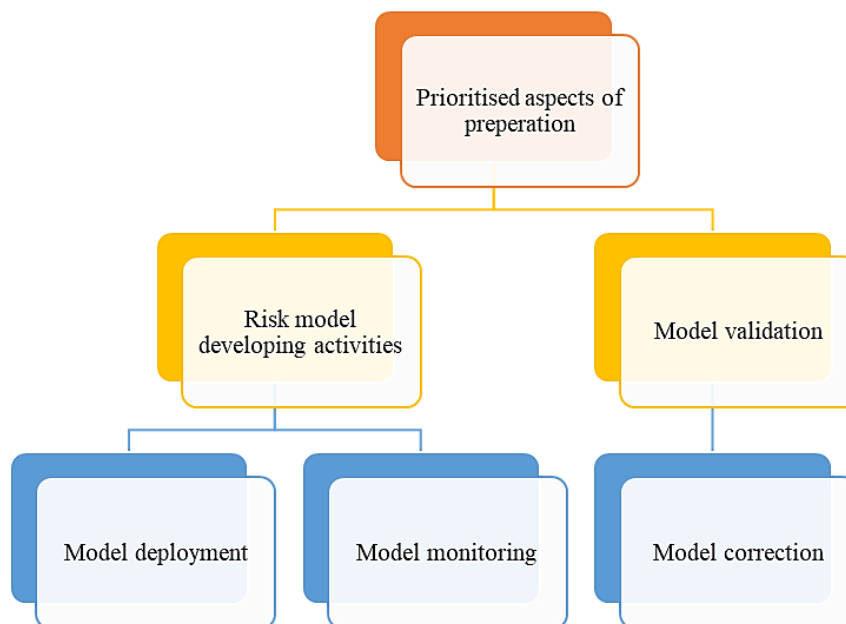 Prioritised aspects of
preperation
Risk model
developing activities
Model validation
Model deployment
Model monitoring
Model correction